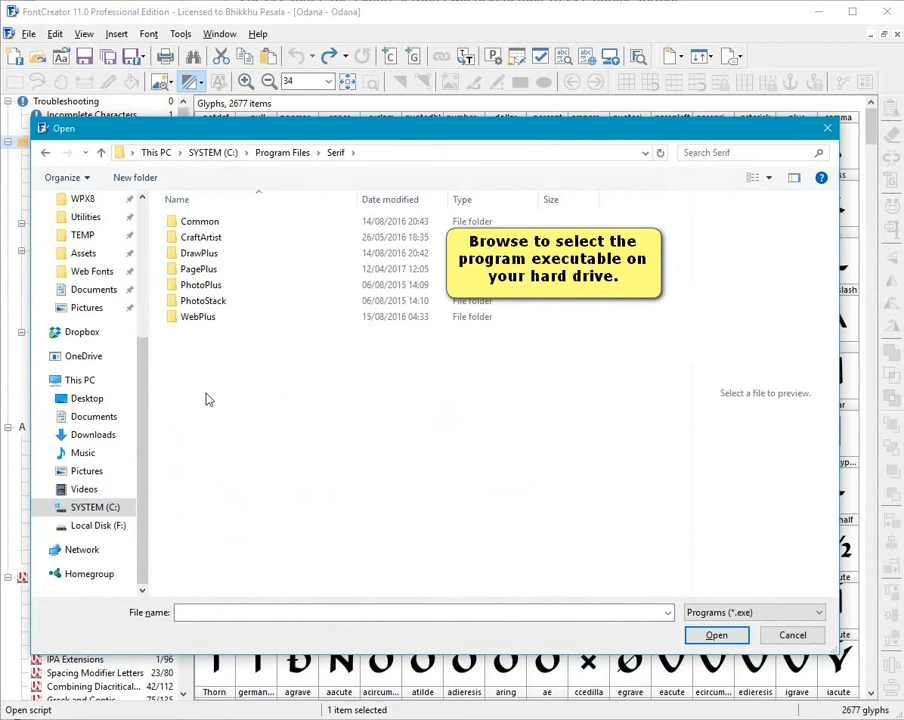 FontCreator 11.0 Professional Edition - Licensed to Bhikkhu Pesala - [Odana - Odana]
File Edit View Insert Font Tools Window Help
34
Troubleshooting 0
Incomplete Characters 1
Glyphs, 2677 items
Open
This PC > SYSTEM (C:) > Program Files > Serif >
Search Serif
Organize New folder
WPX8
Utilities
TEMP
Assets
Web Fonts
Documents
Pictures
Dropbox
OneDrive
This PC
Desktop
Documents
Downloads
Music
Pictures
Videos
SYSTEM (C:)
Local Disk (F:)
Network
Homegroup
Name Date modified Type Size
Common 14/08/2016 20:43 File folder
CraftArtist 26/05/2016 18:35
DrawPlus 14/08/2016 20:42
PagePlus 12/04/2017 12:05
PhotoPlus 06/08/2015 14:09
PhotoStack 06/08/2015 14:10
WebPlus 15/08/2016 04:33 File folder
Browse to select the
program executable on
your hard drive.
Select a file to preview.
File name:
Programs (*.exe)
Open Cancel
IPA Extensions 1/96
Spacing Modifier Letters 23/80
Combining Diacritical... 42/112
Thorn german... agrave aacute acircum... atilde adieresis aring ae ccedilla egrave eacute ecircum... edieresis igrave iacute
Open script 1 item selected 2677 glyphs